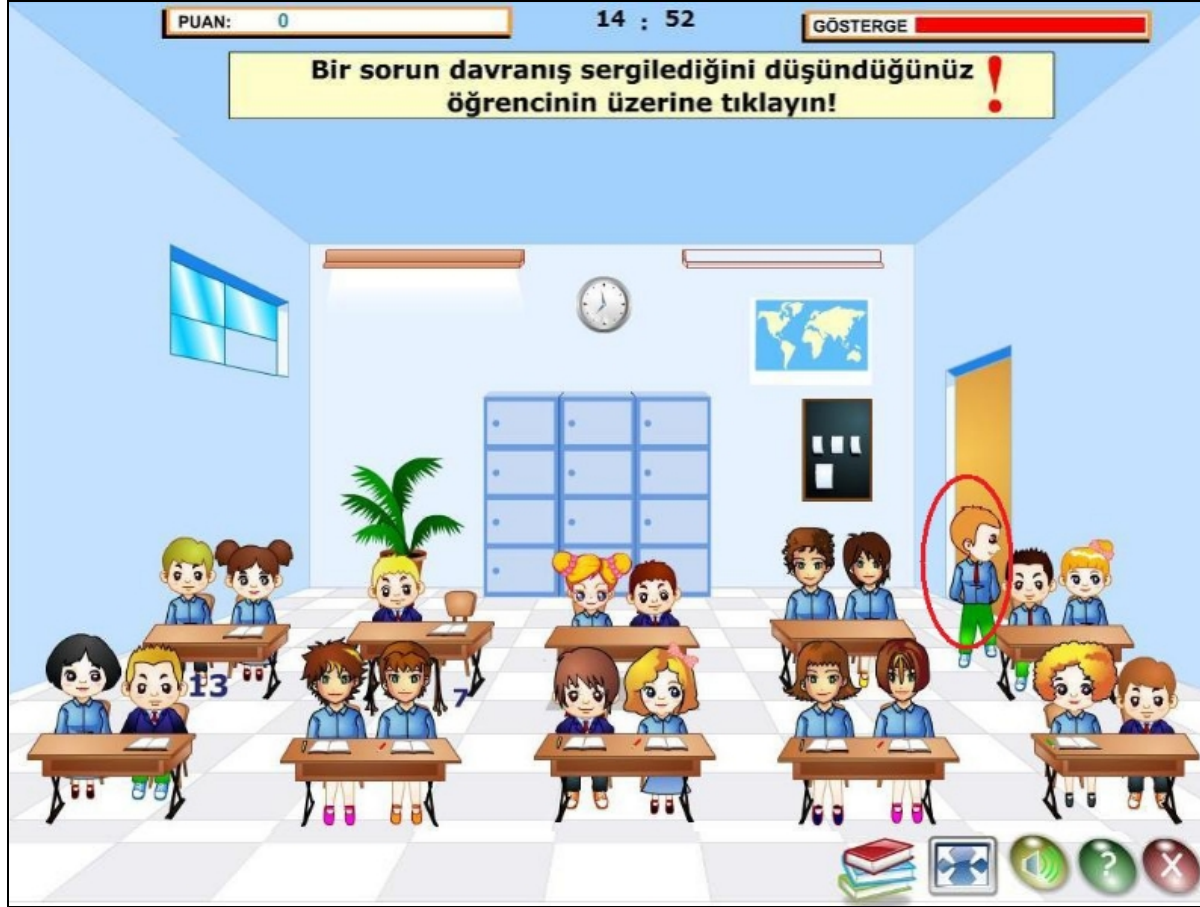 PUAN: 0
14 : 52
GÖSTERGE
Bir sorun davranış sergilediğini düşündüğünüz
öğrencinin üzerine tıklayın!
!
13
7
?
X